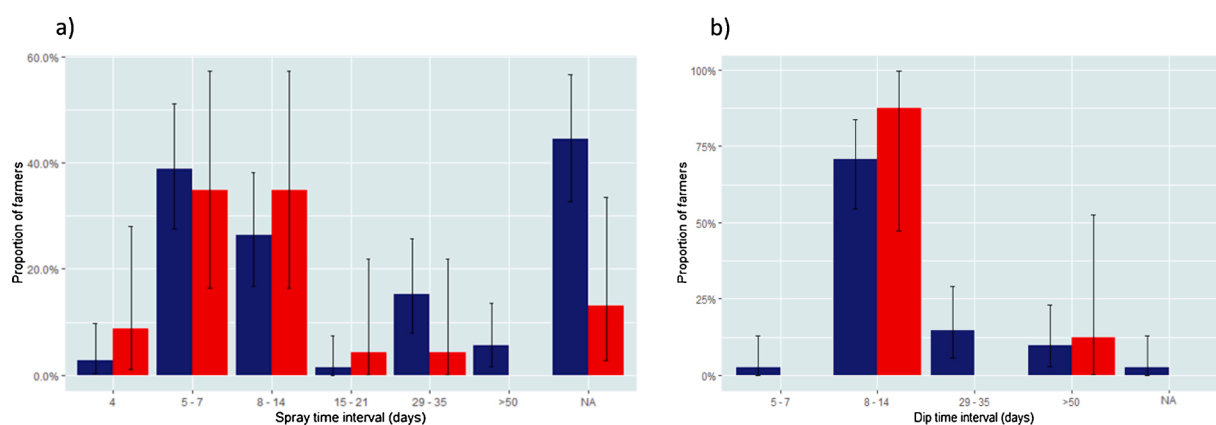 a)
60.0%
40.0%
20.0%
0.0%
Proportion of farmers
4 5 - 7 8 - 14 15 - 21 29 - 35 >50 NA
Spray time interval (days)
b)
100%
75%
50%
25%
0%
Proportion of farmers
5 - 7 8 - 14 29 - 35 >50 NA
Dip time interval (days)